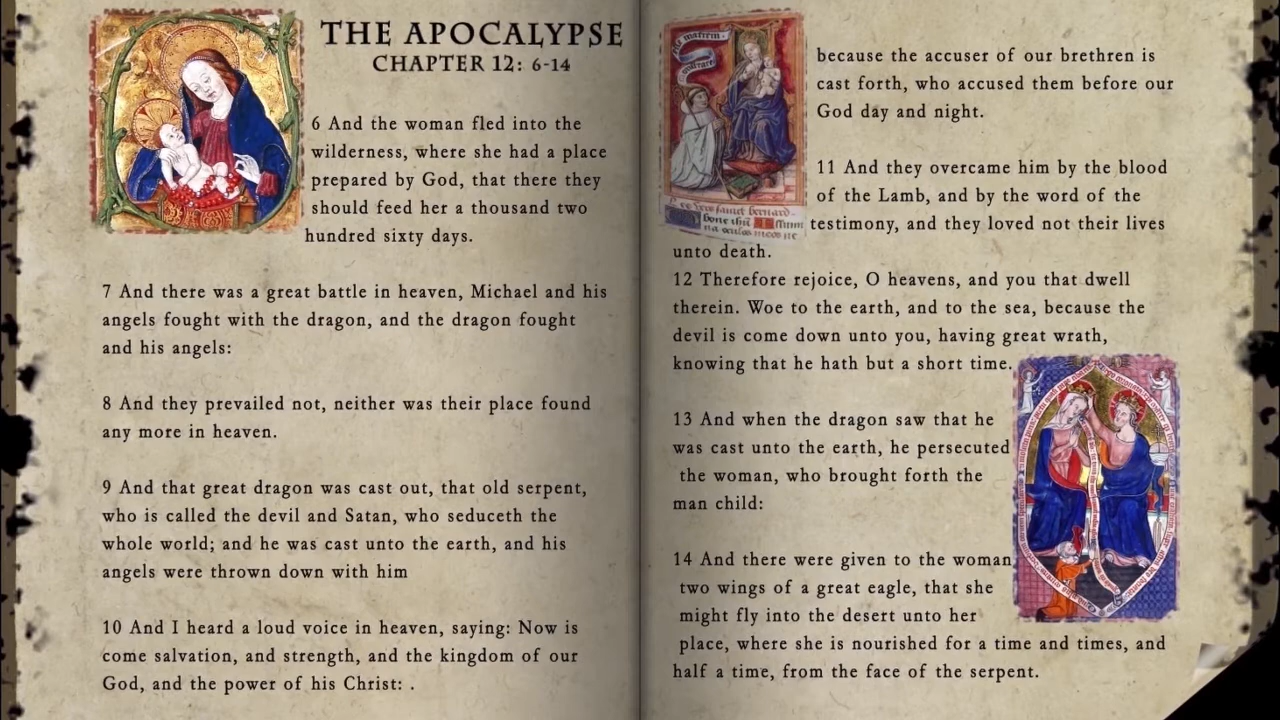 THE APOCALYPSE
CHAPTER 12: 6-14
6 And the woman fled into the
wilderness, where she had a place
prepared by God, that there they
should feed her a thousand two
hundred sixty days.
7 And there was a great battle in heaven, Michael and his
angels fought with the dragon, and the dragon fought
and his angels:
8 And they prevailed not, neither was their place found
any more in heaven.
9 And that great dragon was cast out, that old serpent,
who is called the devil and Satan, who seduceth the
whole world; and he was cast unto the earth, and his
angels were thrown down with him
10 And I heard a loud voice in heaven, saying: Now is
come salvation, and strength, and the kingdom of our
God, and the power of his Christ: .
because the accuser of our brethren is
cast forth, who accused them before our
God day and night.
11 And they overcame him by the blood
of the Lamb, and by the word of the
testimony, and they loved not their lives
unto death.
12 Therefore rejoice, O heavens, and you that dwell
therein. Woe to the earth, and to the sea, because the
devil is come down unto you, having great wrath,
knowing that he hath but a short time.
13 And when the dragon saw that he
was cast unto the earth, he persecuted
the woman, who brought forth the
man child:
14 And there were given to the woman
two wings of a great eagle, that she
might fly into the desert unto her
place, where she is nourished for a time and times, and
half a time, from the face of the serpent.